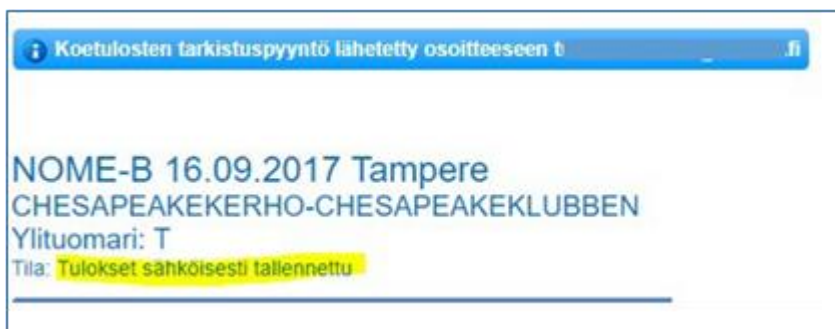 Koetulosten tarkistuspyyntö lähetetty osoitteeseen t .fi
NOME-B 16.09.2017 Tampere
CHESAPEAKEKERHO-CHESAPEAKEKLUBBEN
Ylituomari: T
Tila: Tulokset sähköisesti tallennettu